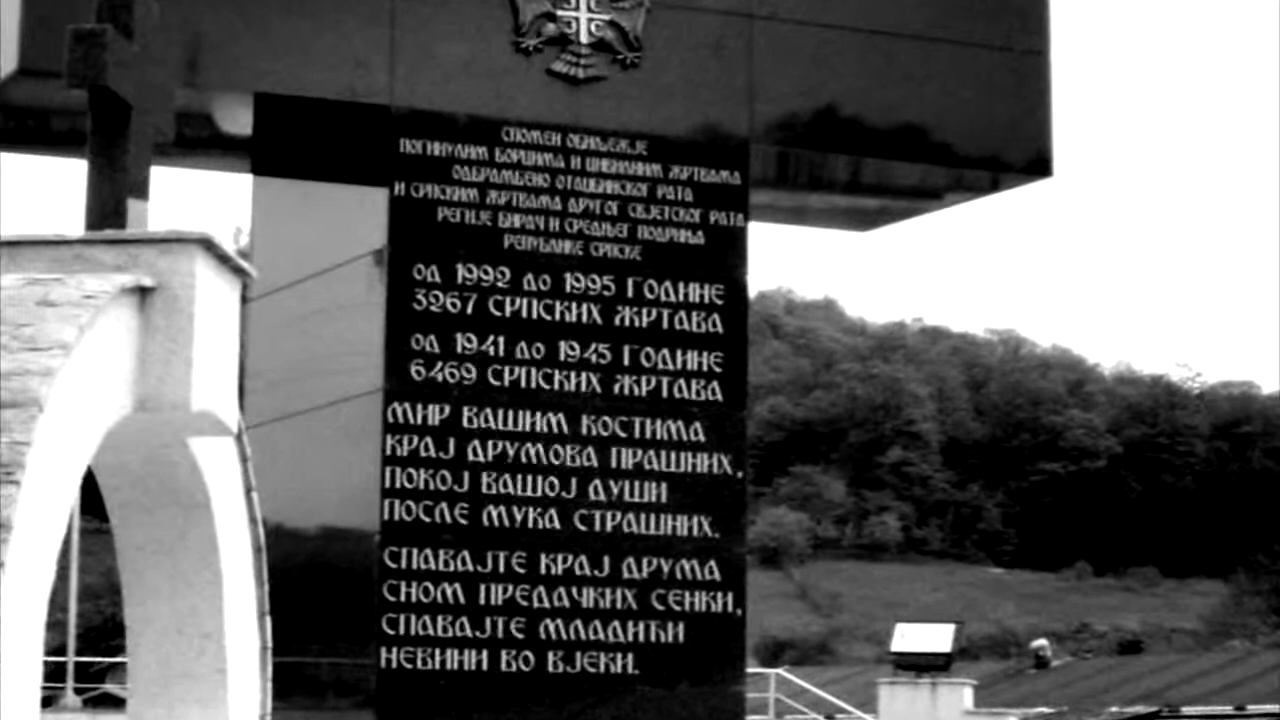 СПОМЕН ОБИЉЕЖЈЕ
ПОГИНУЛИМ БОРЦИМА И ЦИВИЛНИМ ЖРТВАМА
ОДБРАМБЕНО ОТАЏБИНСКОГ РАТА
И СРПСКИМ ЖРТВАМА ДРУГОГ СВЈЕТСКОГ РАТА
РЕГИЈЕ БИРАЧ И СРЕДЊЕГ ПОДРИЊА
РЕПУБЛИКЕ СРПСКЕ
ОД 1992 ДО 1995 ГОДИНЕ
3267 СРПСКИХ ЖРТАВА
ОД 1941 ДО 1945 ГОДИНЕ
6469 СРПСКИХ ЖРТАВА
МИР ВАШИМ КОСТИМА
КРАЈ ДРУМОВА ПРАШНИХ,
ПОКОЈ ВАШОЈ ДУШИ
ПОСЛЕ МУКА СТРАШНИХ.
СПАВАЈТЕ КРАЈ ДРУМА
СНОМ ПРЕДАЧКИХ СЕНКИ,
СПАВАЈТЕ МЛАДИЋИ
НЕВИНИ ВО ВЈЕКИ.